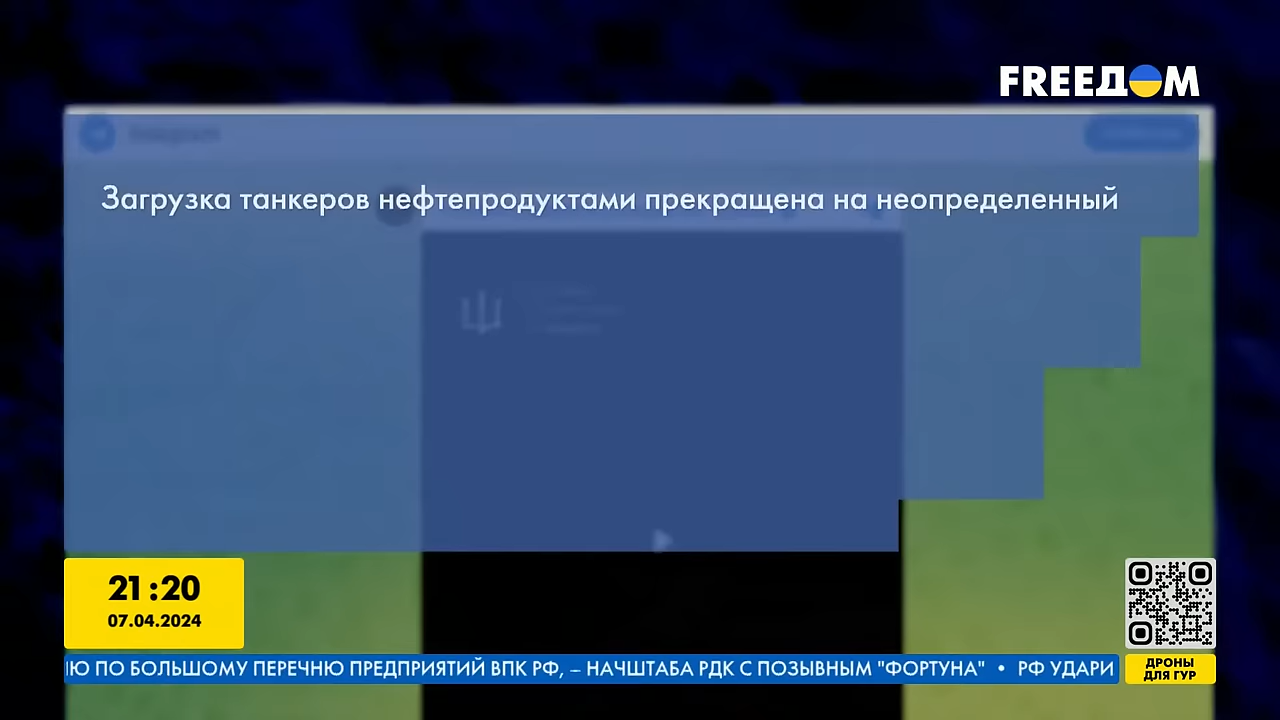 FREEДOM
Загрузка танкеров нефтепродуктами прекращена на неопределенный
21:20
07.04.2024
Ю ПО БОЛЬШОМУ ПЕРЕЧНЮ ПРЕДПРИЯТИЙ ВПК РФ, – НАЧШТАБА РДК С ПОЗЫВНЫМ "ФОРТУНА" • РФ УДАРИ
ДРОНЫ
ДЛЯ ГУР